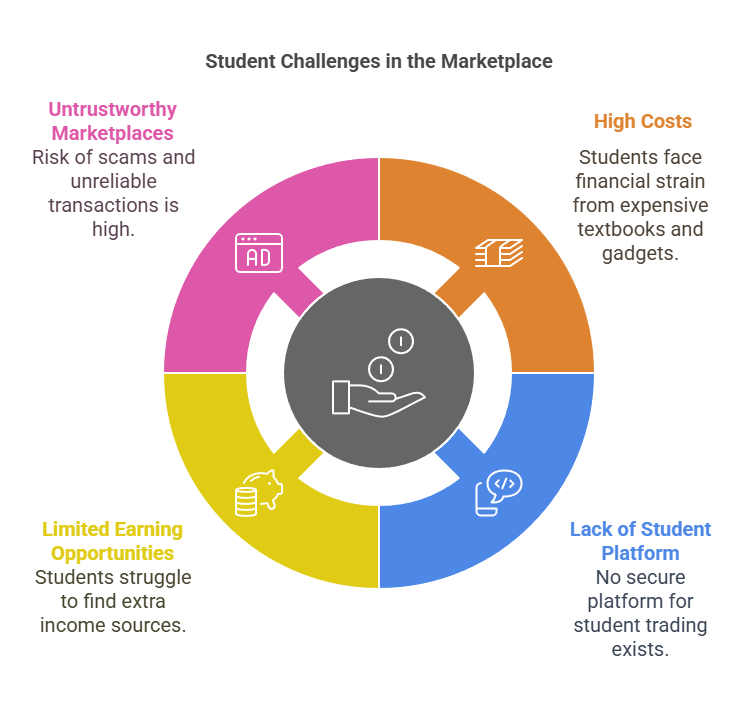 Student Challenges in the Marketplace
Untrustworthy
Marketplaces
Risk of scams and
unreliable
transactions is
high.
High Costs
Students face
financial strain
from expensive
textbooks and
gadgets.
AD
</>
Limited Earning
Opportunities
Students struggle
to find extra
income sources.
Lack of Student
Platform
No secure
platform for
student trading
exists.